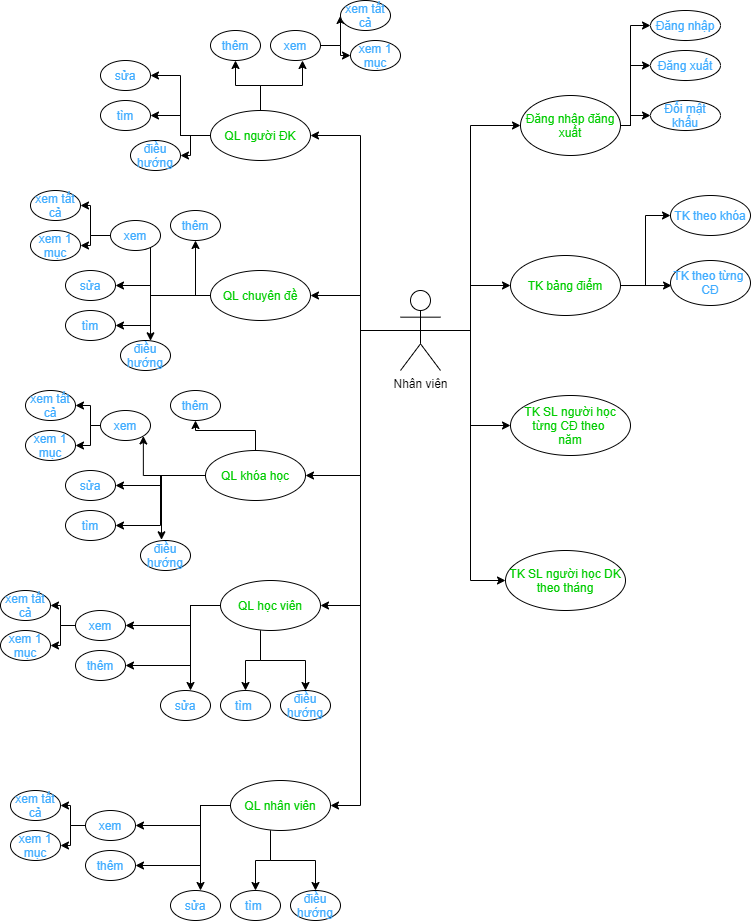 xem tất
cả
thêm
xem
xem 1
mục
sửa
tìm
QL người ĐK
điều
hướng
Đăng nhập
Đăng xuất
Đổi mật
khẩu
Đăng nhập đăng
xuất
xem tất
cả
xem 1
mục
xem
thêm
sửa
QL chuyên đề
tìm
điều
hướng
TK theo khóa
TK bảng điểm
TK theo từng
CĐ
Nhân viên
xem tất
cả
xem 1
mục
xem
thêm
QL khóa học
sửa
tìm
điều
hướng
TK SL người học
từng CĐ theo
năm
TK SL người học DK
theo tháng
xem tất
cả
xem 1
mục
xem
QL học viên
thêm
sửa
tìm
điều
hướng
xem tất
cả
xem 1
mục
xem
QL nhân viên
thêm
sửa
tìm
điều
hướng